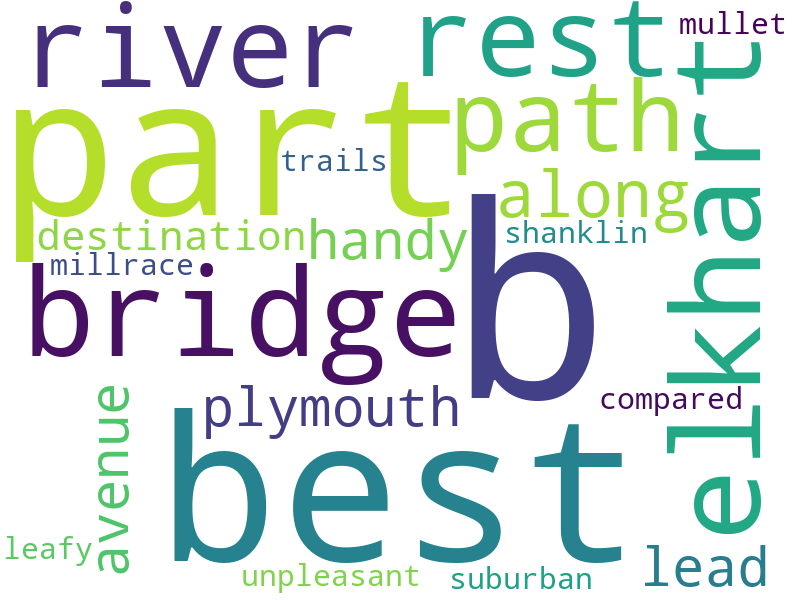 river
rest
mullet
part
path
elkhart
trails
along
destination
handy
shanklin
millrace
bridge
b
plymouth
compared
avenue
best
leafy
unpleasant
suburban
lead